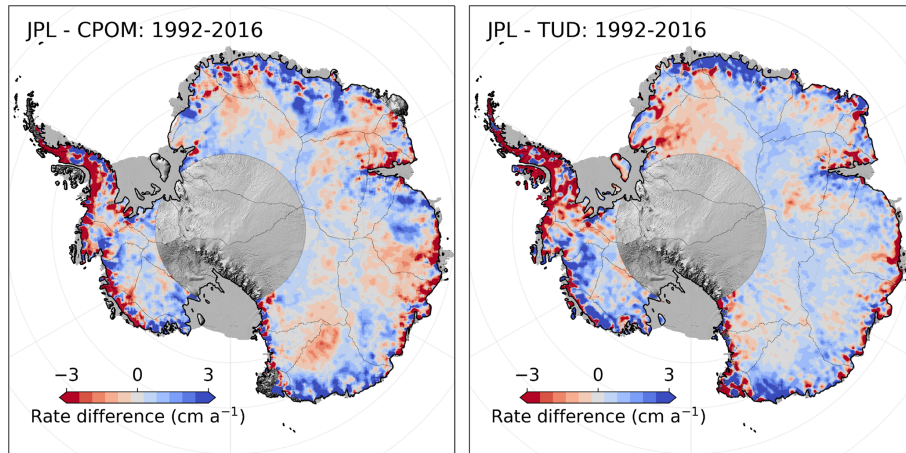 JPL - CPOM: 1992-2016
−3 0 3
Rate difference (cm a⁻¹)
JPL - TUD: 1992-2016
−3 0 3
Rate difference (cm a⁻¹)